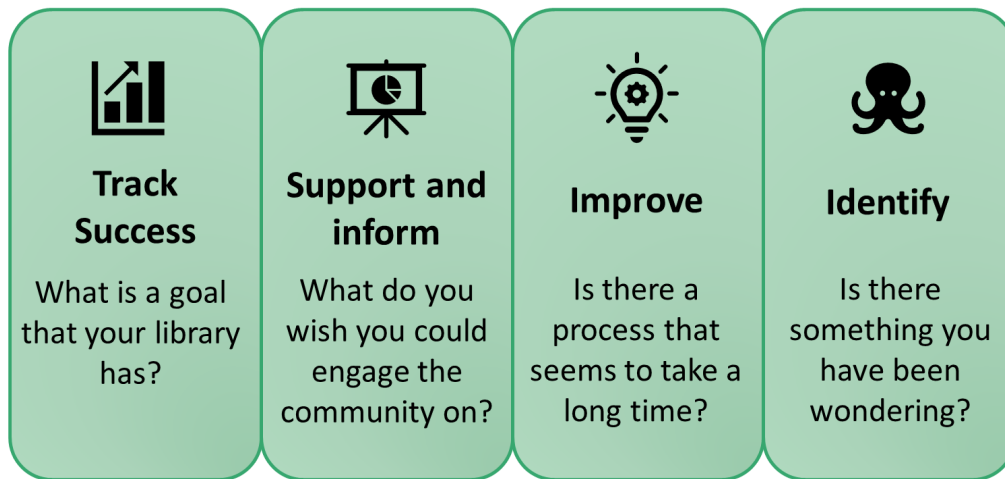 Track
Success
What is a goal
that your library
has?
Support and
inform
What do you
wish you could
engage the
community on?
Improve
Is there a
process that
seems to take a
long time?
Identify
Is there
something you
have been
wondering?